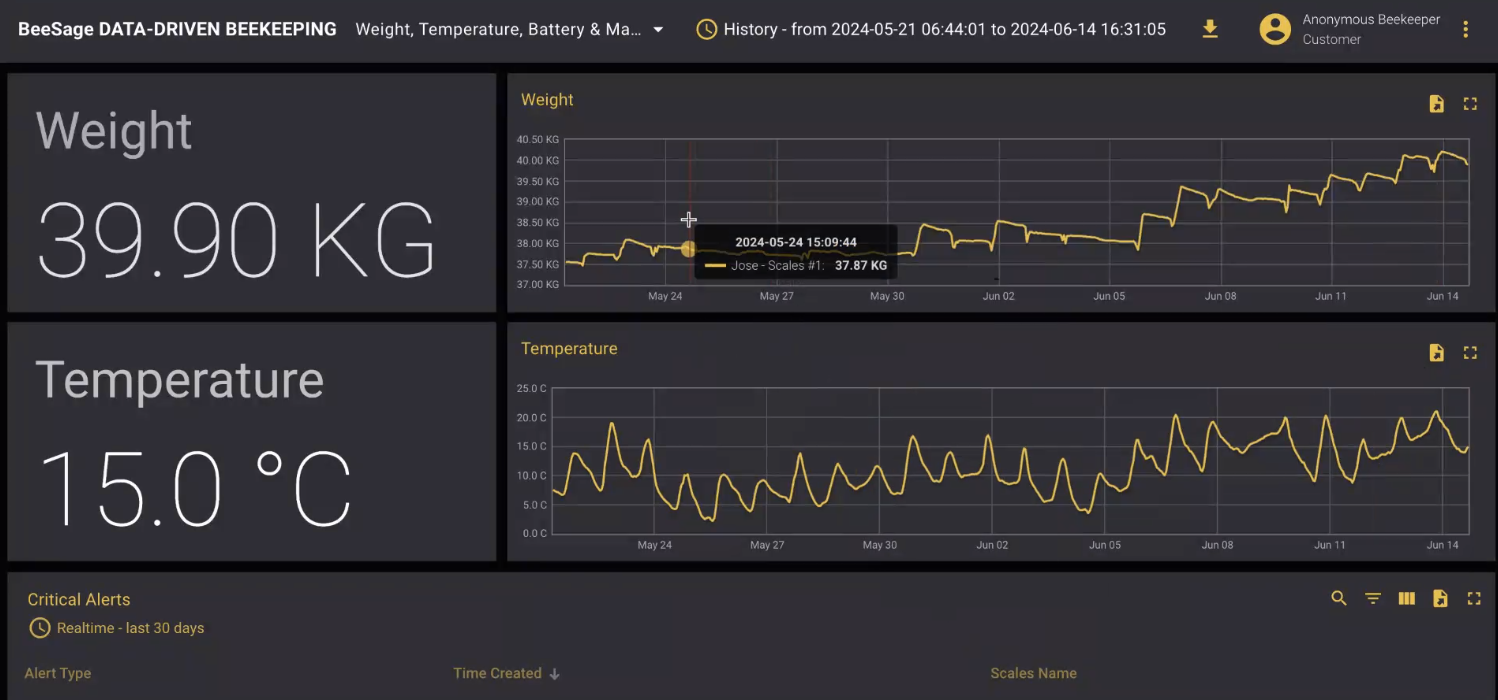 BeeSage DATA-DRIVEN BEEKEEPING
Weight, Temperature, Battery & Ma...
History - from 2024-05-21 06:44:01 to 2024-06-14 16:31:05
Anonymous Beekeeper
Customer
Weight
39.90 KG
Weight
40.50 KG
40.00 KG
39.50 KG
39.00 KG
38.50 KG
38.00 KG
37.50 KG
37.00 KG
2024-05-24 15:09:44
Jose - Scales #1: 37.87 KG
May 24 May 27 May 30 Jun 02 Jun 05 Jun 08 Jun 11 Jun 14
Temperature
15.0 °C
Temperature
25.0 C
20.0 C
15.0 C
10.0 C
5.0 C
0.0 C
May 24 May 27 May 30 Jun 02 Jun 05 Jun 08 Jun 11 Jun 14
Critical Alerts
Realtime - last 30 days
Alert Type Time Created Scales Name